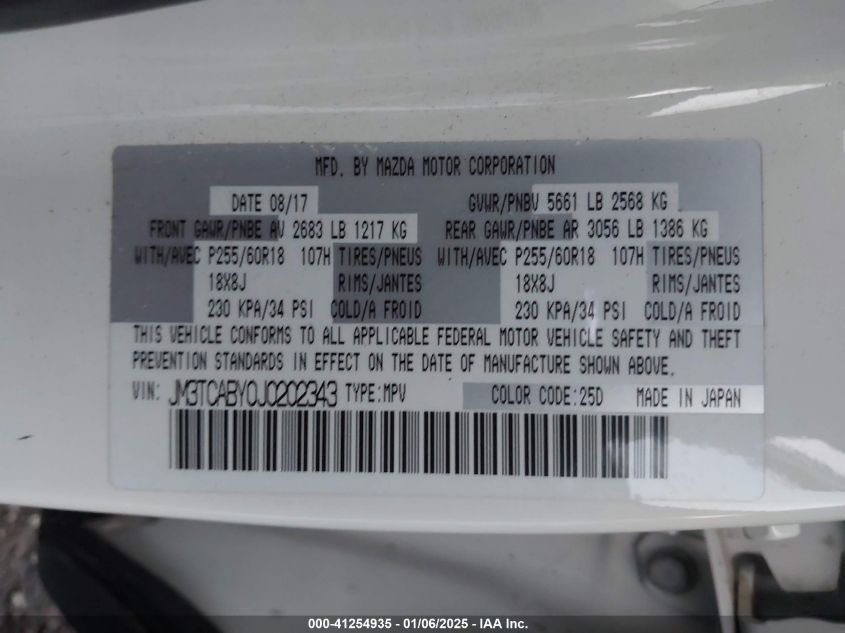 MFD. BY MAZDA MOTOR CORPORATION
DATE 08/17 GVWR/PNBV 5661 LB 2568 KG
FRONT GAWR/PNBE AV 2683 LB 1217 KG REAR GAWR/PNBE AR 3056 LB 1386 KG
WITH/AVEC P255/60R18 107H TIRES/PNEUS WITH/AVEC P255/60R18 107H TIRES/PNEUS
18X8J RIMS/JANTES 18X8J RIMS/JANTES
230 KPA/34 PSI COLD/A FROID 230 KPA/34 PSI COLD/A FROID
THIS VEHICLE CONFORMS TO ALL APPLICABLE FEDERAL MOTOR VEHICLE SAFETY AND THEFT
PREVENTION STANDARDS IN EFFECT ON THE DATE OF MANUFACTURE SHOWN ABOVE.
VIN: JM3TCABY0J0202343 TYPE:MPV COLOR CODE:25D MADE IN JAPAN
000-41254935 - 01/06/2025 - IAA Inc.